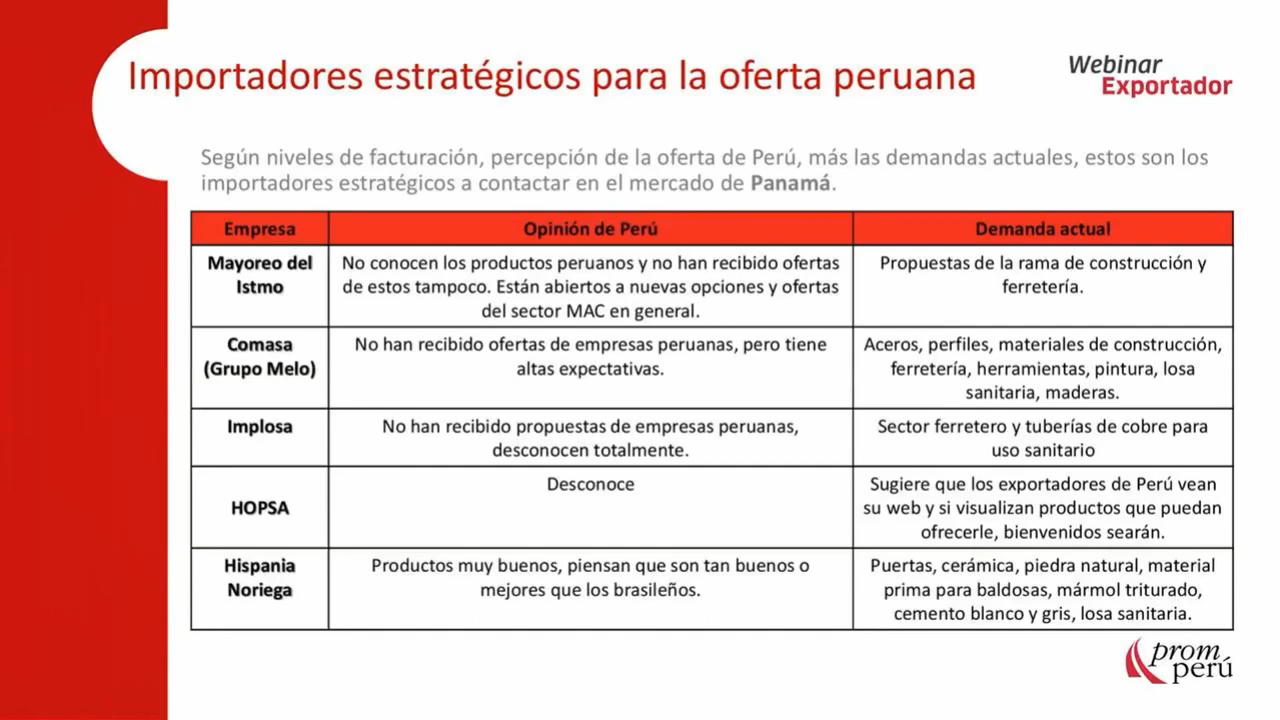 Importadores estratégicos para la oferta peruana
Webinar
Exportador
Según niveles de facturación, percepción de la oferta de Perú, más las demandas actuales, estos son los
importadores estratégicos a contactar en el mercado de Panamá.
Empresa
Opinión de Perú
Demanda actual
Mayoreo del
Istmo
No conocen los productos peruanos y no han recibido ofertas
de estos tampoco. Están abiertos a nuevas opciones y ofertas
del sector MAC en general.
Propuestas de la rama de construcción y
ferretería.
Comasa
(Grupo Melo)
No han recibido ofertas de empresas peruanas, pero tiene
altas expectativas.
Aceros, perfiles, materiales de construcción,
ferretería, herramientas, pintura, losa
sanitaria, maderas.
Implosa
No han recibido propuestas de empresas peruanas,
desconocen totalmente.
Sector ferretero y tuberías de cobre para
uso sanitario
HOPSA
Desconoce
Sugiere que los exportadores de Perú vean
su web y si visualizan productos que puedan
ofrecerle, bienvenidos searán.
Hispania
Noriega
Productos muy buenos, piensan que son tan buenos o
mejores que los brasileños.
Puertas, cerámica, piedra natural, material
prima para baldosas, mármol triturado,
cemento blanco y gris, losa sanitaria.
prom
perú